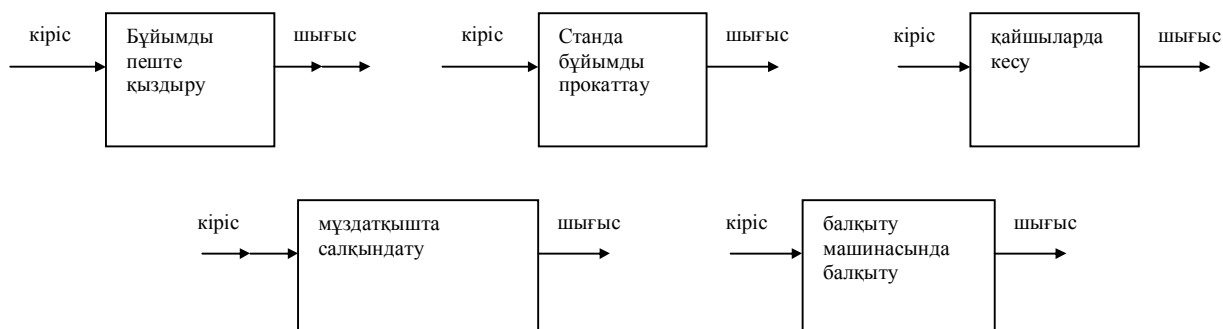 кіріс
Бұйымды
пеште
қыздыру
шығыс
кіріс
Станда
бұйымды
прокаттау
шығыс
кіріс
қайшыларда
кесу
шығыс
кіріс
мұздатқышта
салқындату
шығыс
кіріс
балқыту
машинасында
балқыту
шығыс